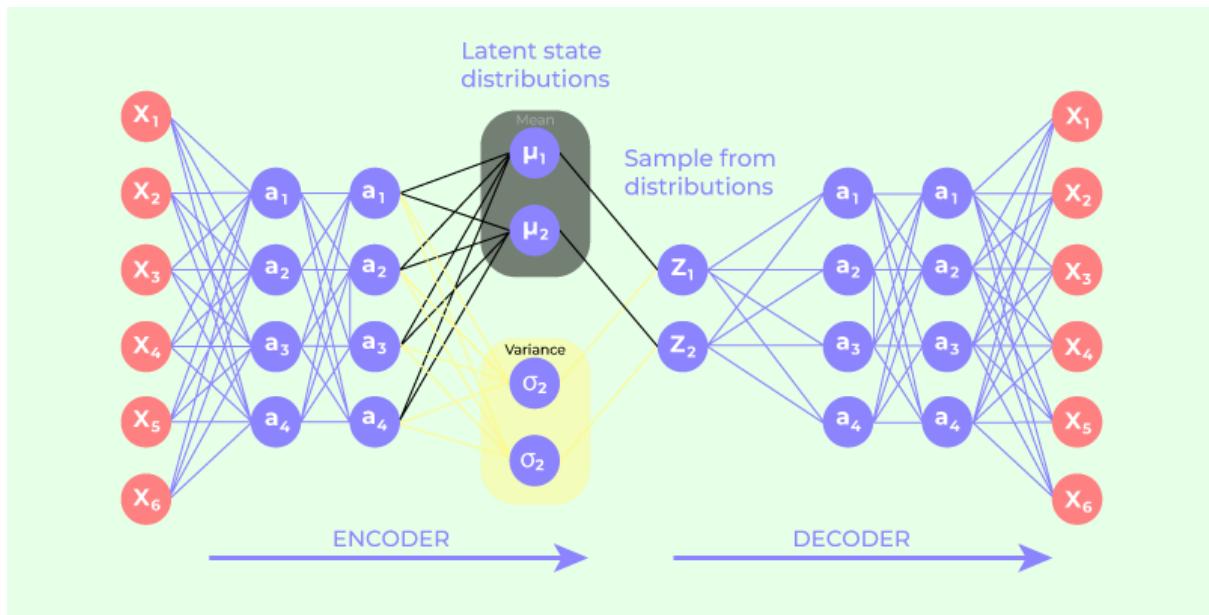 Latent state
distributions
Mean
Sample from
distributions
Variance
X₁
X₂
X₃
X₄
X₅
X₆
a₁
a₂
a₃
a₄
a₁
a₂
a₃
a₄
μ₁
μ₂
σ₂
σ₂
Z₁
Z₂
a₁
a₂
a₃
a₄
a₁
a₂
a₃
a₄
X₁
X₂
X₃
X₄
X₅
X₆
ENCODER
DECODER